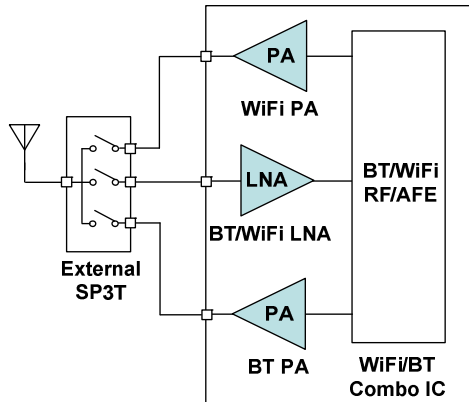 PA
WiFi PA
LNA
BT/WiFi LNA
BT/WiFi
RF/AFE
External
SP3T
PA
BT PA
WiFi/BT
Combo IC